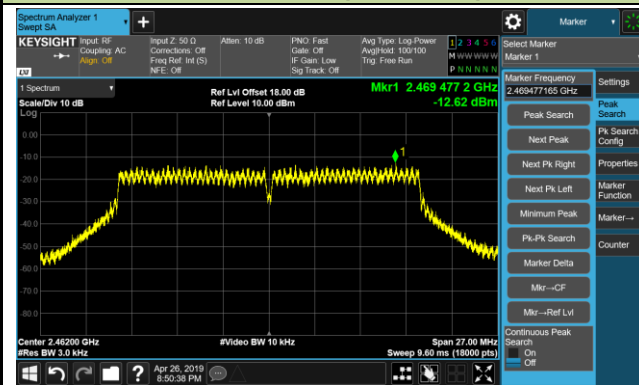 Spectrum Analyzer 1
Swept SA
Marker
KEYSIGHT
Input: RF
Coupling: AC
Align: Off
Input Z: 50 Ω
Corrections: Off
Freq Ref: Int (S)
NFE: Off
Atten: 10 dB
PNO: Fast
Gate: Off
IF Gain: Low
Sig Track: Off
Avg Type: Log-Power
Avg|Hold: 100/100
Trig: Free Run
1 2 3 4 5 6
M W W W W W
P N N N N N
LXI
Select Marker
Marker 1
1 Spectrum
Scale/Div 10 dB
Log
Ref Lvl Offset 18.00 dB
Ref Level 10.00 dBm
Mkr1 2.469 477 2 GHz
-12.62 dBm
0.00
-10.0
-20.0
-30.0
-40.0
-50.0
-60.0
-70.0
-80.0
1
Center 2.46200 GHz
#Res BW 3.0 kHz
#Video BW 10 kHz
Span 27.00 MHz
Sweep 9.60 ms (18000 pts)
Marker Frequency
2.469477165 GHz
Peak Search
Next Peak
Next Pk Right
Next Pk Left
Minimum Peak
Pk-Pk Search
Marker Delta
Mkr→CF
Mkr→Ref Lvl
Continuous Peak
Search
On
Off
Settings
Peak
Search
Pk Search
Config
Properties
Marker
Function
Marker→
Counter
Apr 26, 2019
8:50:38 PM